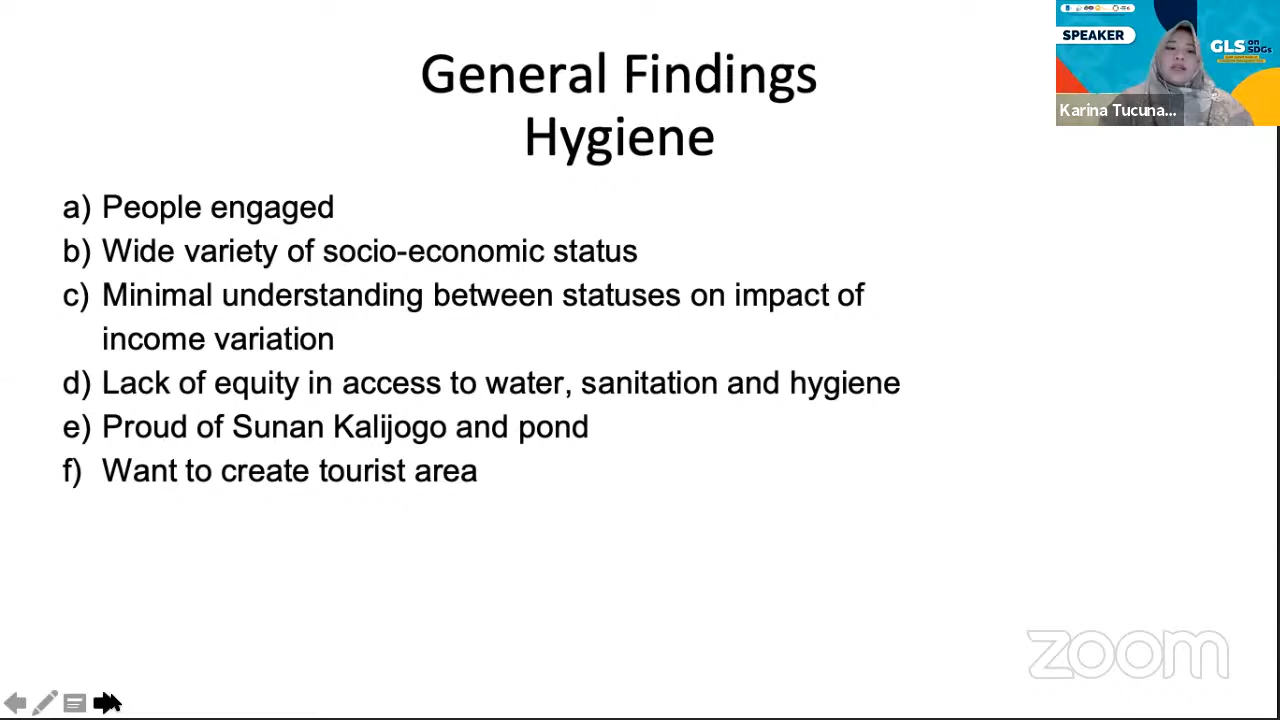 General Findings
Hygiene
a) People engaged
b) Wide variety of socio-economic status
c) Minimal understanding between statuses on impact of
income variation
d) Lack of equity in access to water, sanitation and hygiene
e) Proud of Sunan Kalijogo and pond
f) Want to create tourist area
SPEAKER
GLS on SDGs
Karina Tucuna...
zoom